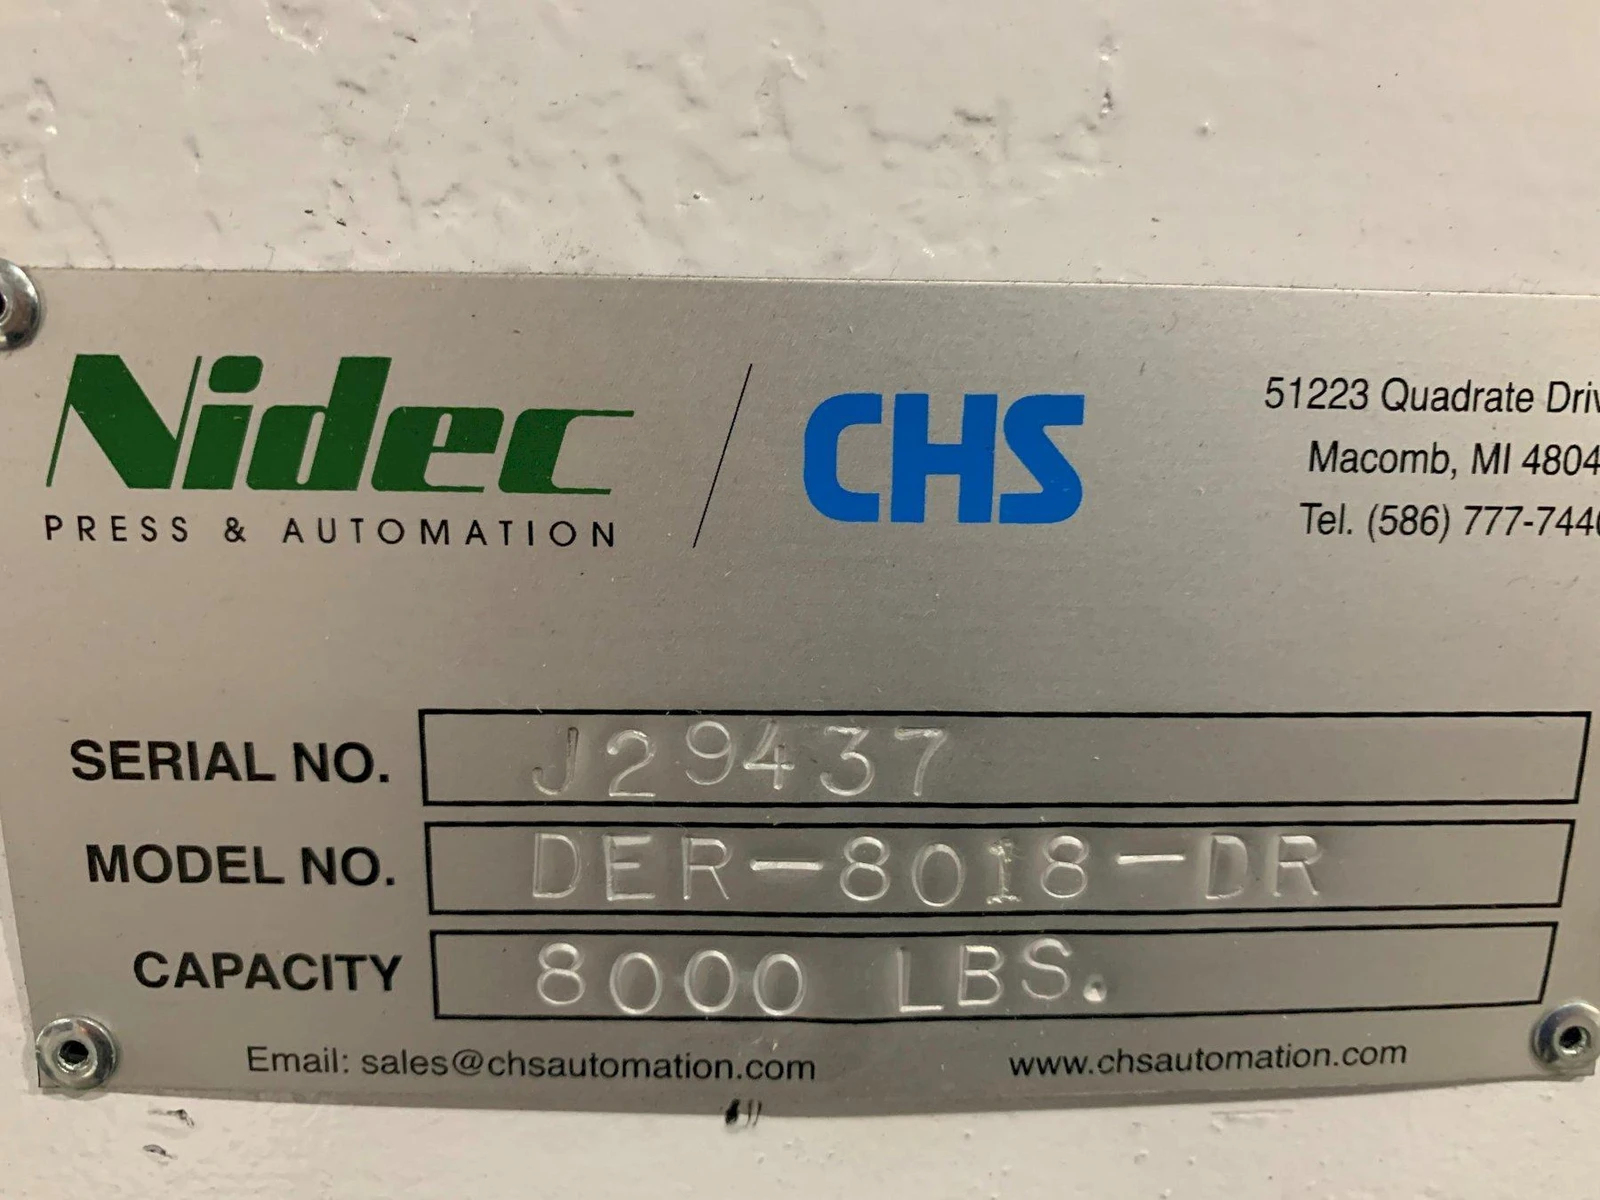 Nidec / CHS
PRESS & AUTOMATION
51223 Quadrate Driv
Macomb, MI 4804
Tel. (586) 777-744
SERIAL NO. J29437
MODEL NO. DER-8018-DR
CAPACITY 8000 LBS.
Email: sales@chsautomation.com www.chsautomation.com